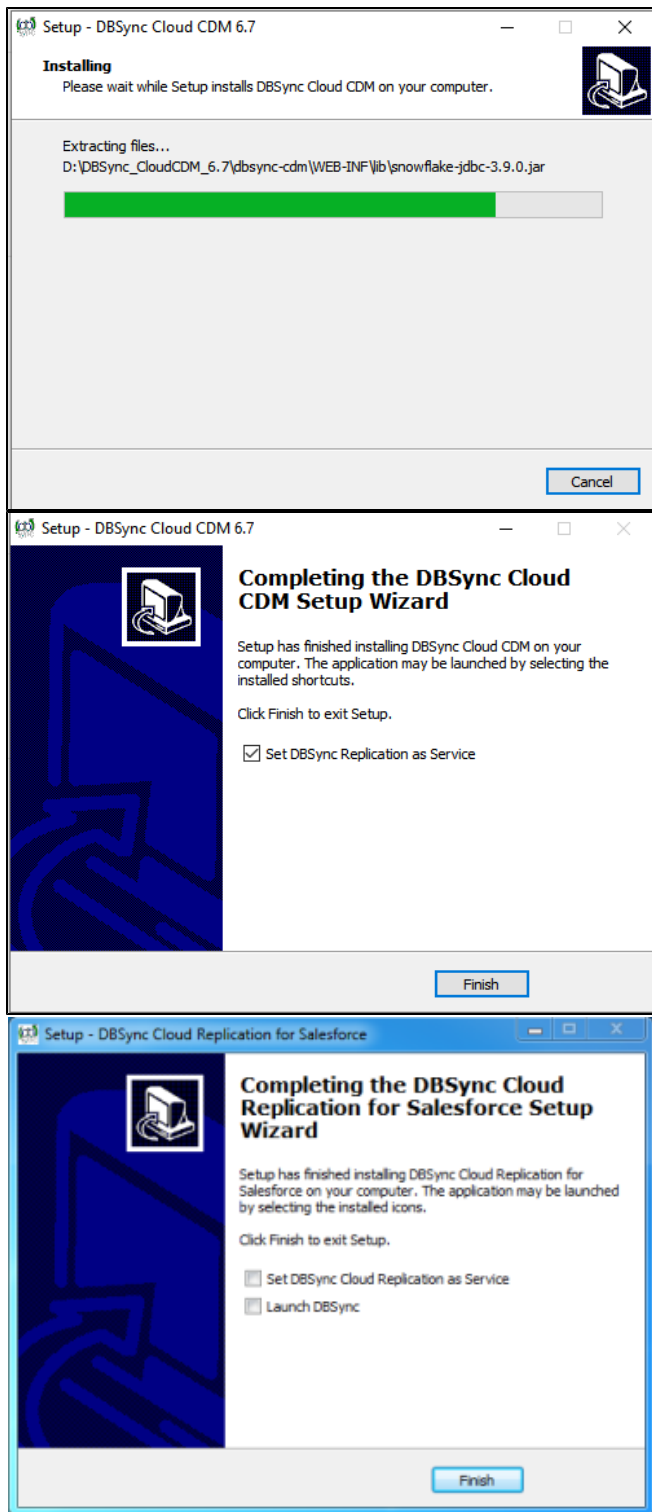 Setup - DBSync Cloud CDM 6.7
Installing
Please wait while Setup installs DBSync Cloud CDM on your computer.
Extracting files...
D:\DBSync_CloudCDM_6.7\dbsync-cdm\WEB-INF\lib\snowflake-jdbc-3.9.0.jar
Cancel
Setup - DBSync Cloud CDM 6.7
Completing the DBSync Cloud
CDM Setup Wizard
Setup has finished installing DBSync Cloud CDM on your
computer. The application may be launched by selecting the
installed shortcuts.
Click Finish to exit Setup.
Set DBSync Replication as Service
Finish
Setup - DBSync Cloud Replication for Salesforce
Completing the DBSync Cloud
Replication for Salesforce Setup
Wizard
Setup has finished installing DBSync Cloud Replication for
Salesforce on your computer. The application may be launched
by selecting the installed icons.
Click Finish to exit Setup.
Set DBSync Cloud Replication as Service
Launch DBSync
Finish